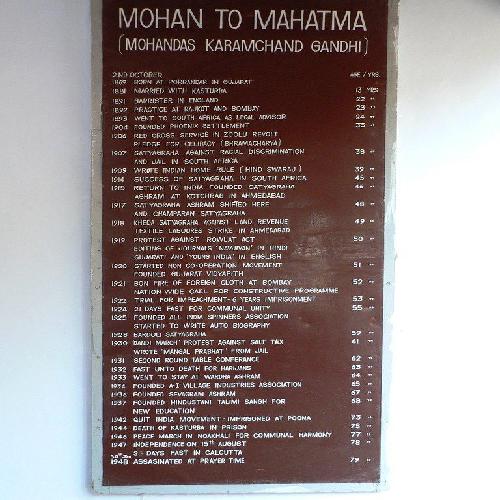 MOHAN TO MAHATMA
(MOHANDAS KARAMCHAND GANDHI)
2ND OCTOBER AGE / YRS.
1869 BORN AT PORBANDAR IN GUJARAT
1881 MARRIED WITH KASTURBA 13 YRS
1891 BARRISTER IN ENGLAND 22 "
1892 PRACTICE AT RAJKOT AND BOMBAY 23 "
1893 WENT TO SOUTH AFRICA AS LEGAL ADVISOR 24 "
1904 FOUNDED PHOENIX SETTLEMENT 35 "
1906 RED CROSS SERVICE IN ZOOLU REVOLT
PLEDGE FOR CELIBACY (BHRAMACHARYA)
1907 SATYAGRAHA AGAINST RACIAL DISCRIMINATION 38 "
AND JAIL IN SOUTH AFRICA
1909 WROTE INDIAN HOME RULE (HIND SWARAJ) 39 "
1914 SUCCESS OF SATYAGRAHA IN SOUTH AFRICA 45 "
1915 RETURN TO INDIA FOUNDED SATYAGRAHA 46 "
ASHRAM AT KOTCHRAB IN AHMEDABAD
1917 SATYAGRAHA ASHRAM SHIFTED HERE 48 "
AND CHAMPARAN SATYAGRAHA
1918 KHEDA SATYAGRAHA AGAINST LAND REVENUE 49 "
TEXTILE LABOURES STRIKE IN AHMEDABAD
1919 PROTEST AGAINST ROWLAT ACT 50 "
EDITING OF JOURNALS 'NAVJIVAN' IN HINDI
GUJARATI AND 'YOUNG INDIA' IN ENGLISH
1920 STARTED NON CO-OPERATION MOVEMENT 51 "
FOUNDED GUJARAT VIDYAPITH
1921 BON FIRE OF FOREIGN CLOTH AT BOMBAY 52 "
NATION WIDE CALL FOR CONSTRUCTIVE PROGRAMME
1922 TRIAL FOR IMPEACHMENT-6 YEARS IMPRISONMENT 53 "
1924 21 DAYS FAST FOR COMMUNAL UNITY 55 "
1925 FOUNDED ALL INDIA SPINNERS ASSOCIATION
STARTED TO WRITE AUTO BIOGRAPHY
1928 BARDOLI SATYAGRAHA 59 "
1930 'DANDI MARCH' PROTEST AGAINST SALT TAX 61 "
WROTE 'MANGAL PRABHAT' FROM JAIL
1931 SECOND ROUND TABLE CONFERANCE 62 "
1932 FAST UNTO DEATH FOR HARIJANS 63 "
1933 WENT TO STAY AT WARDHA ASHRAM 64 "
FOUNDED A-I VILLAGE INDUSTRIES ASSOCIATION 65 "
1936 FOUNDED SEVAGRAM ASHRAM 67 "
1937 FOUNDED HINDUSTANI TALIMI SANGH FOR 68 "
NEW EDUCATION
1942 QUIT INDIA MOVEMENT-IMPRISONED AT POONA 73 "
1944 DEATH OF KASTURBA IN PRISON 75 "
1946 PEACE MARCH IN NOAKHALI FOR COMMUNAL HARMONY 77 "
1947 INDEPENDENCE ON 15TH AUGUST 78 "
DAYS FAST IN CALCUTTA
1948 ASSASINATED AT PRAYER TIME 79 "